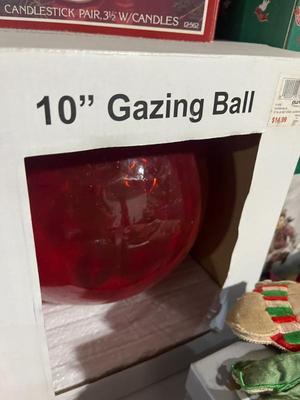 CANDLESTICK PAIR, 3½" W/CANDLES
10" Gazing Ball
$14.99